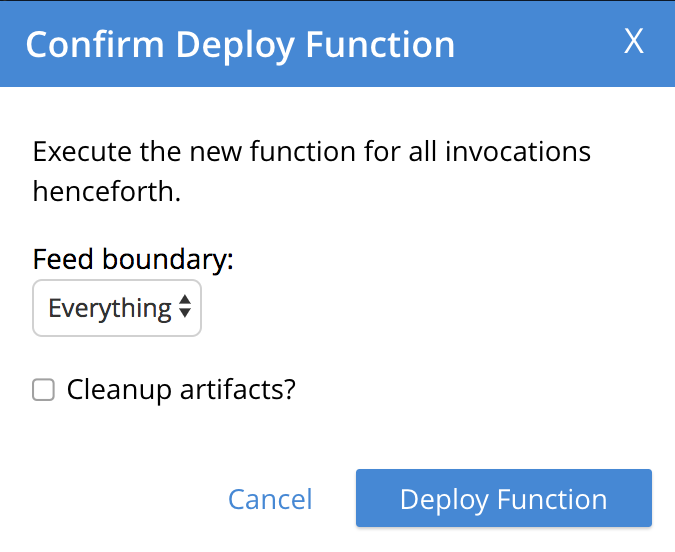 Confirm Deploy Function
X
Execute the new function for all invocations
henceforth.
Feed boundary:
Everything
Cleanup artifacts?
Cancel
Deploy Function